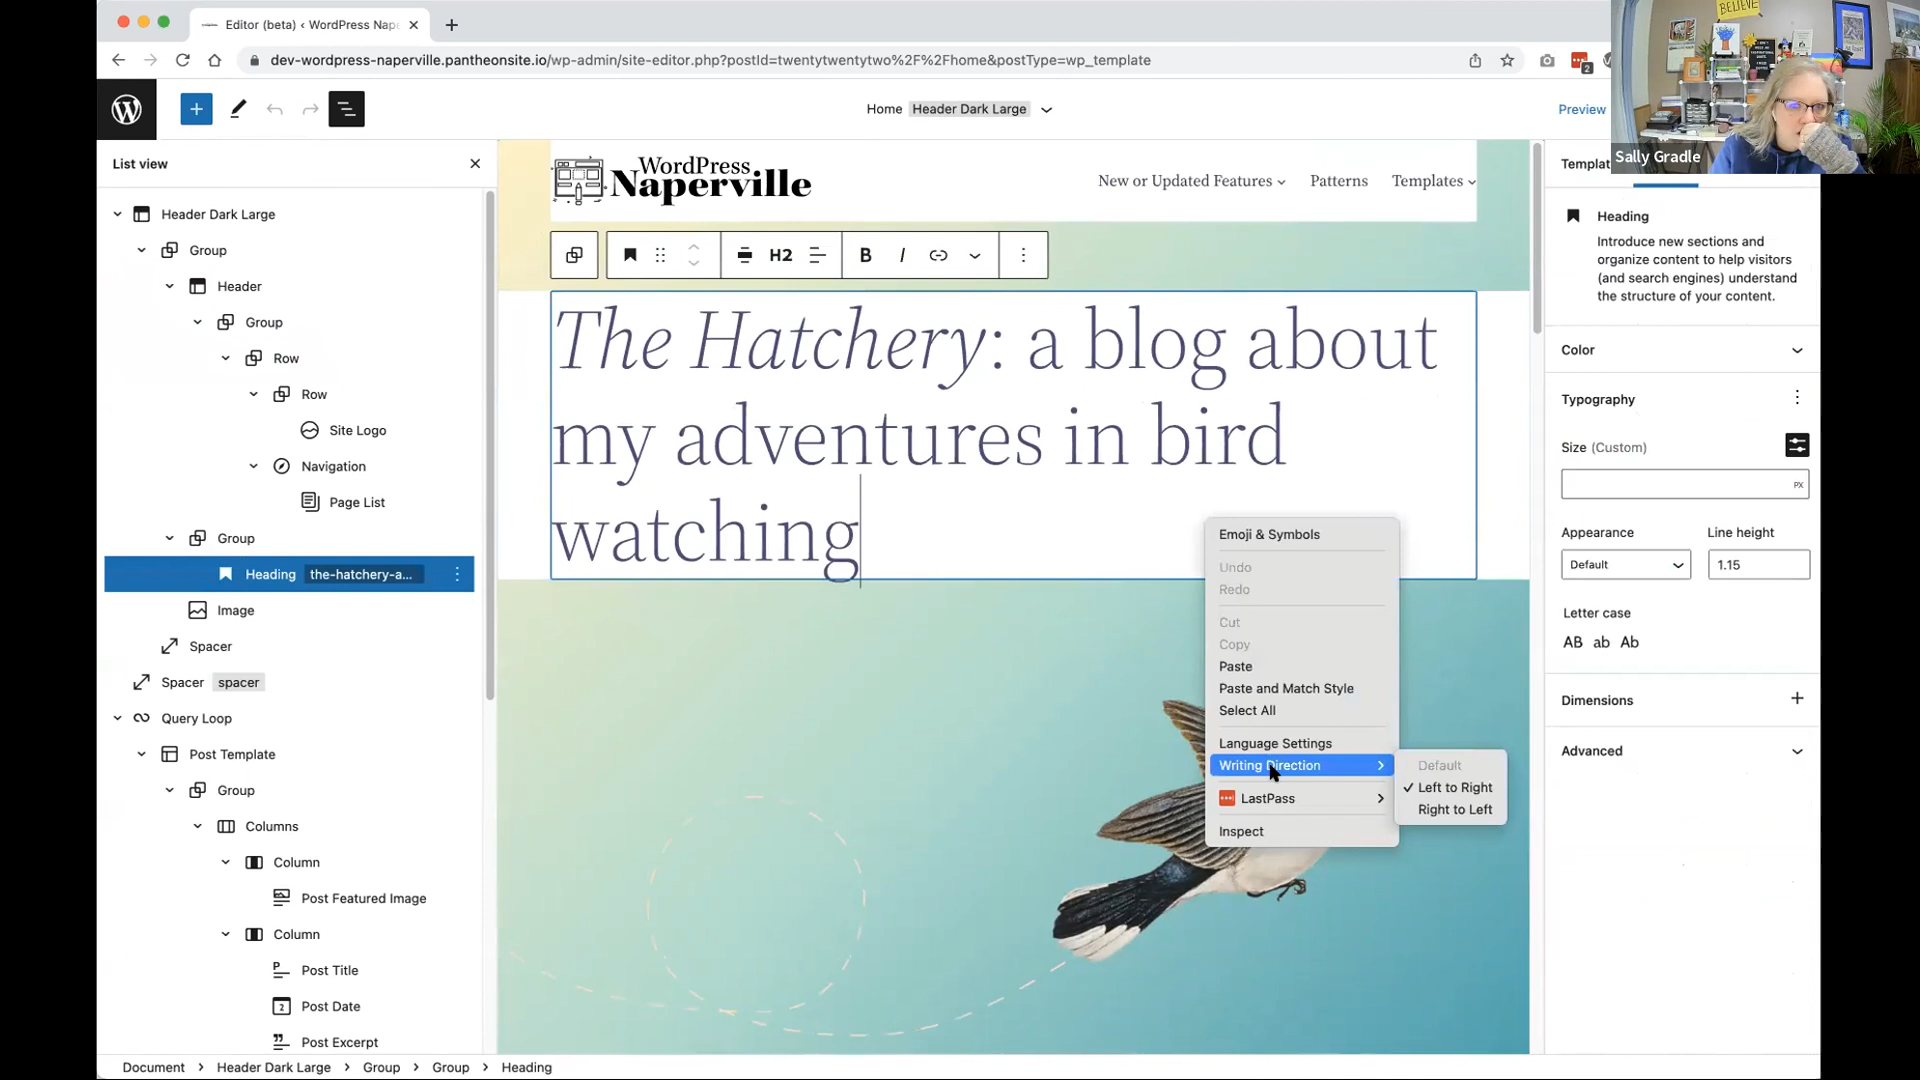 Editor (beta) ‹ WordPress Nape
dev-wordpress-naperville.pantheonsite.io/wp-admin/site-editor.php?postId=twentytwentytwo%2F%2Fhome&postType=wp_template
2
BELIEVE
Sally Gradle
Home Header Dark Large
Preview
List view
Header Dark Large
Group
Header
Group
Row
Row
Site Logo
Navigation
Page List
Group
Heading the-hatchery-a...
Image
Spacer
Spacer spacer
Query Loop
Post Template
Group
Columns
Column
Post Featured Image
Column
Post Title
Post Date
Post Excerpt
WordPress
Naperville
New or Updated Features
Patterns
Templates
H2
B I
The Hatchery: a blog about
my adventures in bird
watching
Emoji & Symbols
Undo
Redo
Cut
Copy
Paste
Paste and Match Style
Select All
Language Settings
Writing Direction
LastPass
Inspect
Default
Left to Right
Right to Left
Templat
Heading
Introduce new sections and
organize content to help visitors
(and search engines) understand
the structure of your content.
Color
Typography
Size (Custom)
PX
Appearance
Line height
Default
1.15
Letter case
AB ab Ab
Dimensions
Advanced
Document
Header Dark Large
Group
Group
Heading